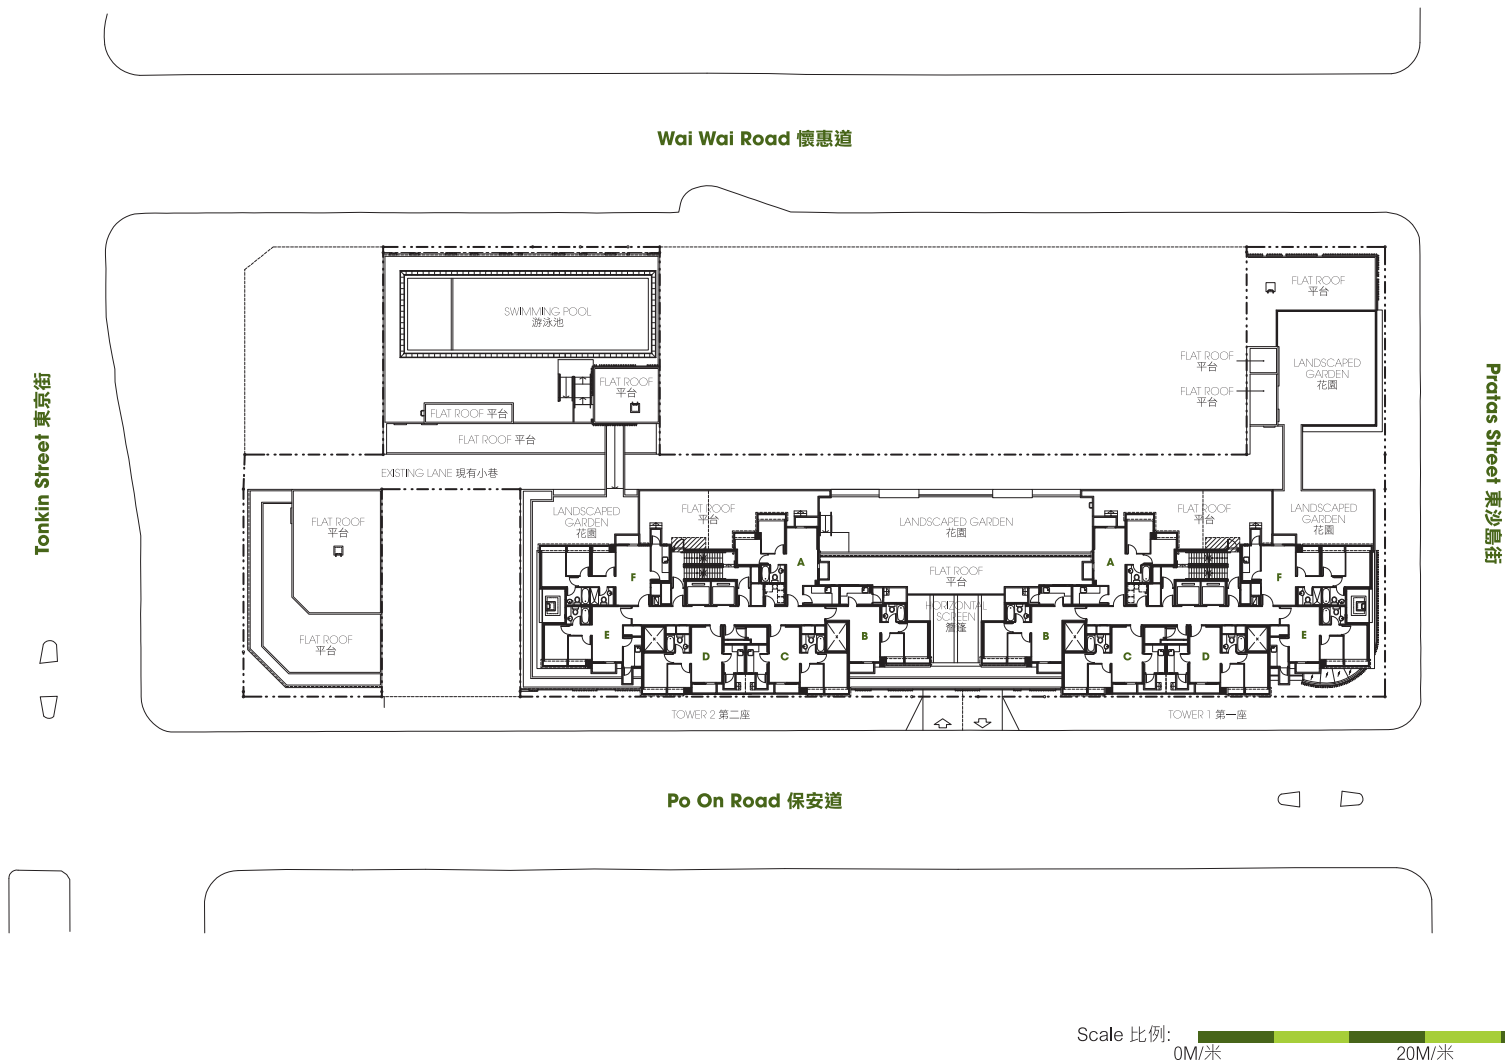 Wai Wai Road 懷惠道
FLAT ROOF
平台
SWIMMING POOL
游泳池
FLAT ROOF
平台
FLAT ROOF
平台
LANDSCAPED
GARDEN
花園
FLAT ROOF
平台
FLAT ROOF 平台
FLAT ROOF 平台
Tonkin Street 東京街
Pratas Street 東沙島街
EXISTING LANE 現有小巷
FLAT ROOF
平台
LANDSCAPED
GARDEN
花園
FLAT ROOF
平台
LANDSCAPED GARDEN
花園
FLAT ROOF
平台
LANDSCAPED
GARDEN
花園
A
A
F
FLAT ROOF
平台
F
HORIZONTAL
SCREEN
簷篷
FLAT ROOF
平台
E
B
B
E
D
C
C
D
TOWER 2 第二座
TOWER 1 第一座
Po On Road 保安道
Scale 比例:
0M/米
20M/米